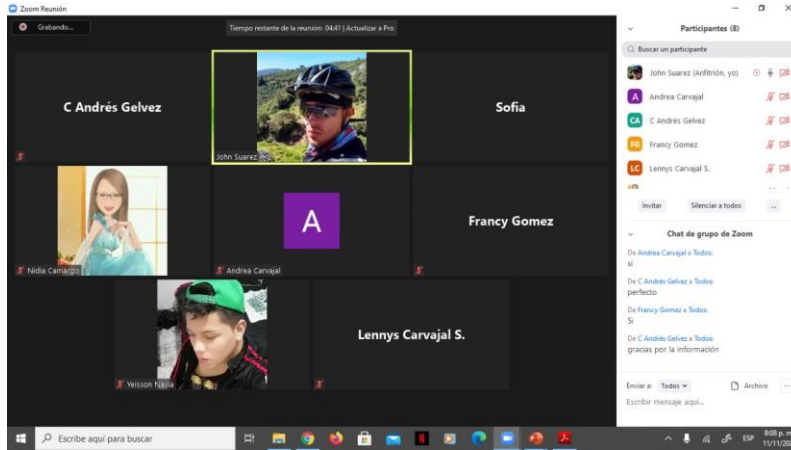 Zoom Reunión
Grabando...
Tiempo restante de la reunión: 04:41 | Actualizar a Pro
C Andrés Gelvez
John Suarez
Sofia
Nidia Camargo
A
Andrea Carvajal
Francy Gomez
Yeisson Navia
Lennys Carvajal S.
Participantes (8)
Buscar un participante
John Suarez (Anfitrión, yo)
A Andrea Carvajal
CA C Andrés Gelvez
FG Francy Gomez
LC Lennys Carvajal S.
Invitar Silenciar a todos ...
Chat de grupo de Zoom
De Andrea Carvajal a Todos:
si
De C Andrés Gelvez a Todos:
perfecto
De Francy Gomez a Todos:
Si
De C Andrés Gelvez a Todos:
gracias por la información
Enviar a: Todos Archivo ...
Escribir mensaje aquí...
Escribe aquí para buscar
ESP
8:08 p. m.